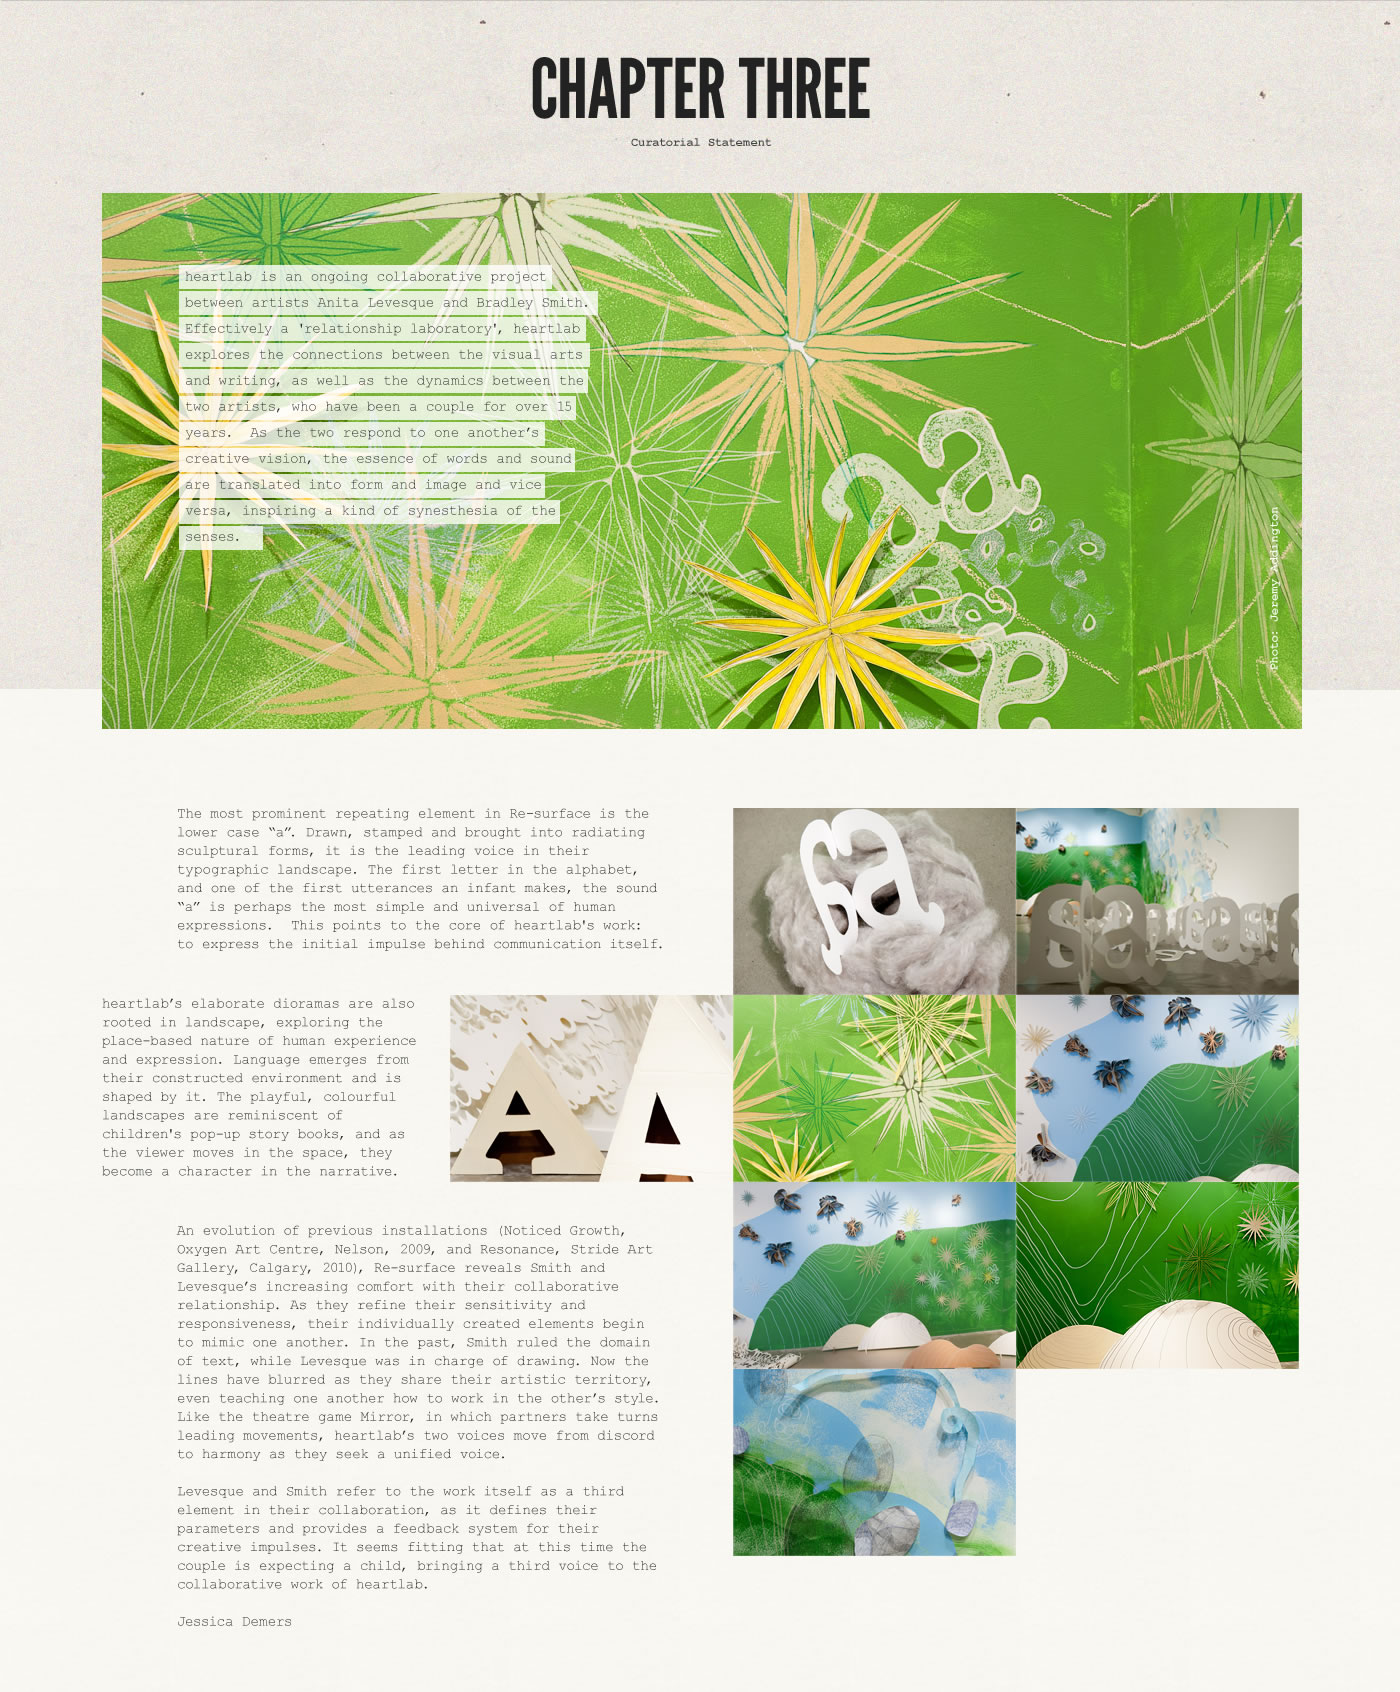 CHAPTER THREE
Curatorial Statement
heartlab is an ongoing collaborative project
between artists Anita Levesque and Bradley Smith.
Effectively a 'relationship laboratory', heartlab
explores the connections between the visual arts
and writing, as well as the dynamics between the
two artists, who have been a couple for over 15
years.  As the two respond to one another’s
creative vision, the essence of words and sound
are translated into form and image and vice
versa, inspiring a kind of synesthesia of the
senses.
Photo: Jeremy Addington
The most prominent repeating element in Re-surface is the
lower case “a”. Drawn, stamped and brought into radiating
sculptural forms, it is the leading voice in their
typographic landscape. The first letter in the alphabet,
and one of the first utterances an infant makes, the sound
“a” is perhaps the most simple and universal of human
expressions.  This points to the core of heartlab's work:
to express the initial impulse behind communication itself.
heartlab’s elaborate dioramas are also
rooted in landscape, exploring the
place-based nature of human experience
and expression. Language emerges from
their constructed environment and is
shaped by it. The playful, colourful
landscapes are reminiscent of
children's pop-up story books, and as
the viewer moves in the space, they
become a character in the narrative.
An evolution of previous installations (Noticed Growth,
Oxygen Art Centre, Nelson, 2009, and Resonance, Stride Art
Gallery, Calgary, 2010), Re-surface reveals Smith and
Levesque’s increasing comfort with their collaborative
relationship. As they refine their sensitivity and
responsiveness, their individually created elements begin
to mimic one another. In the past, Smith ruled the domain
of text, while Levesque was in charge of drawing. Now the
lines have blurred as they share their artistic territory,
even teaching one another how to work in the other’s style.
Like the theatre game Mirror, in which partners take turns
leading movements, heartlab’s two voices move from discord
to harmony as they seek a unified voice.
Levesque and Smith refer to the work itself as a third
element in their collaboration, as it defines their
parameters and provides a feedback system for their
creative impulses. It seems fitting that at this time the
couple is expecting a child, bringing a third voice to the
collaborative work of heartlab.
Jessica Demers